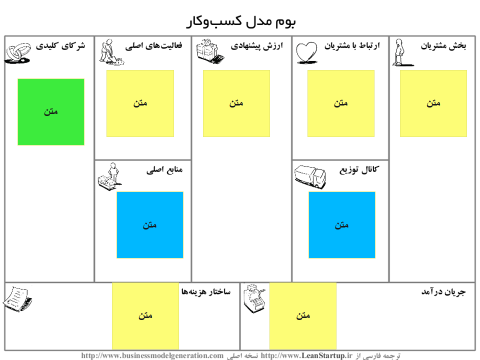 بوم مدل کسب‌وکار
بخش مشتریان
ارتباط با مشتریان
ارزش پیشنهادی
فعالیت‌های اصلی
شرکای کلیدی
متن
متن
متن
متن
متن
کانال توزیع
منابع اصلی
متن
متن
جریان درآمد
ساختار هزینه‌ها
متن
متن
ترجمه فارسی از http://www.LeanStartup.ir نسخه اصلی http://www.businessmodelgeneration.com